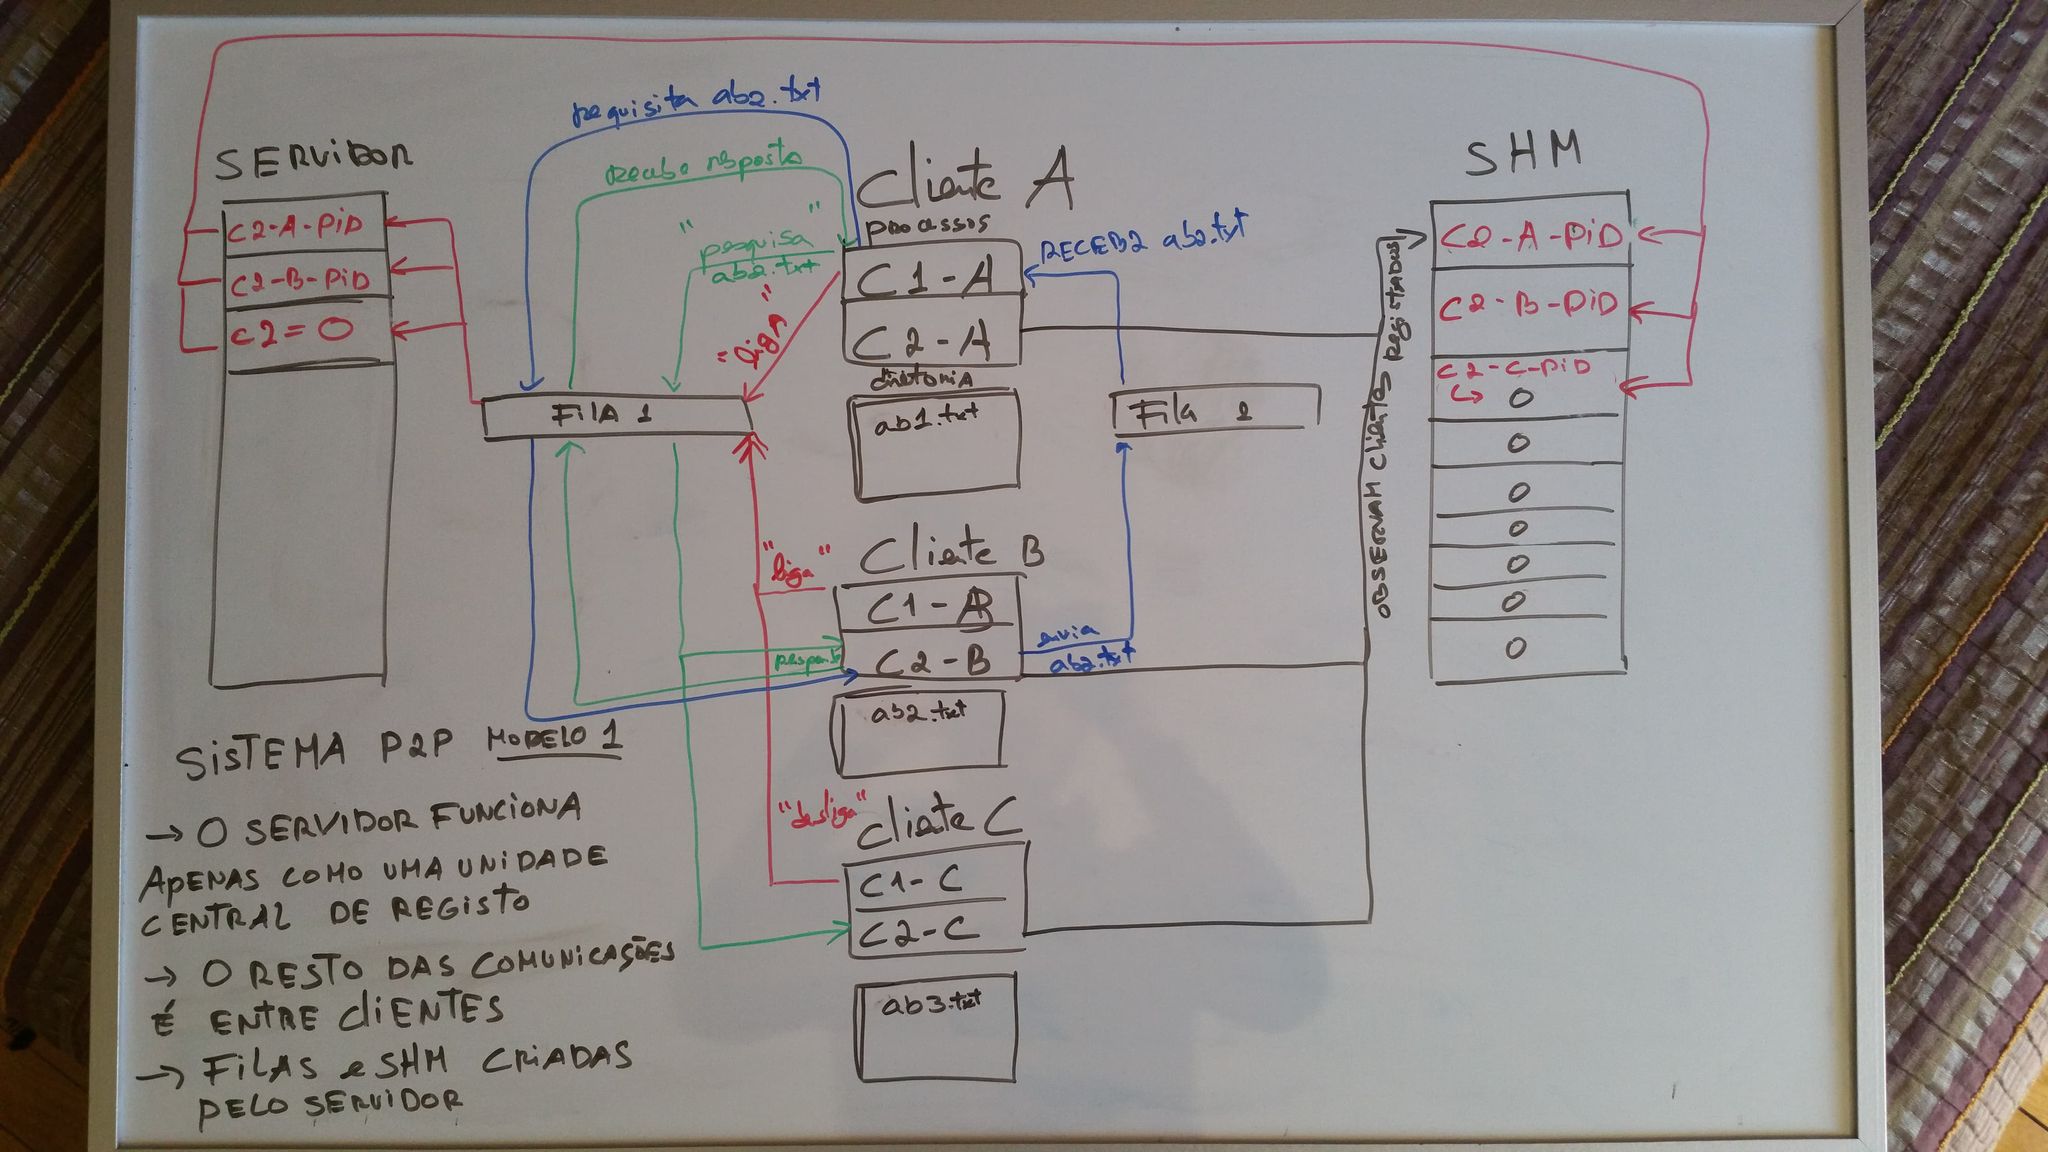 requisita ab2.txt
SERVIDOR
C2-A-PiD
C2-B-PiD
C2 = 0
Recebe resposta
" pesquisa "
ab2.txt
"ligA"
FilA 1
Cliente A
processos
C1-A
C2-A
diretoriA
ab1.txt
RECEB2 ab2.txt
Fila 2
Cliente B
"liga"
C1-B
C2-B
envia
ab2.txt
ab2.txt
"desliga"
Cliente C
C1-C
C2-C
ab3.txt
OBSERVAM Clientes Registados
SHM
C2-A-PiD
C2-B-PiD
C2-C-PiD
↳ 0
0
0
0
0
0
0
SiSTEMA P2P MODELO 1
→ O SERVIDOR FUNCIONA
APENAS COMO UMA UNIDADE
CENTRAL DE REGISTO
→ O RESTO DAS COMUNICAÇÕES
É ENTRE CLIENTES
→ FILAS e SHM CRIADAS
PELO SERVIDOR